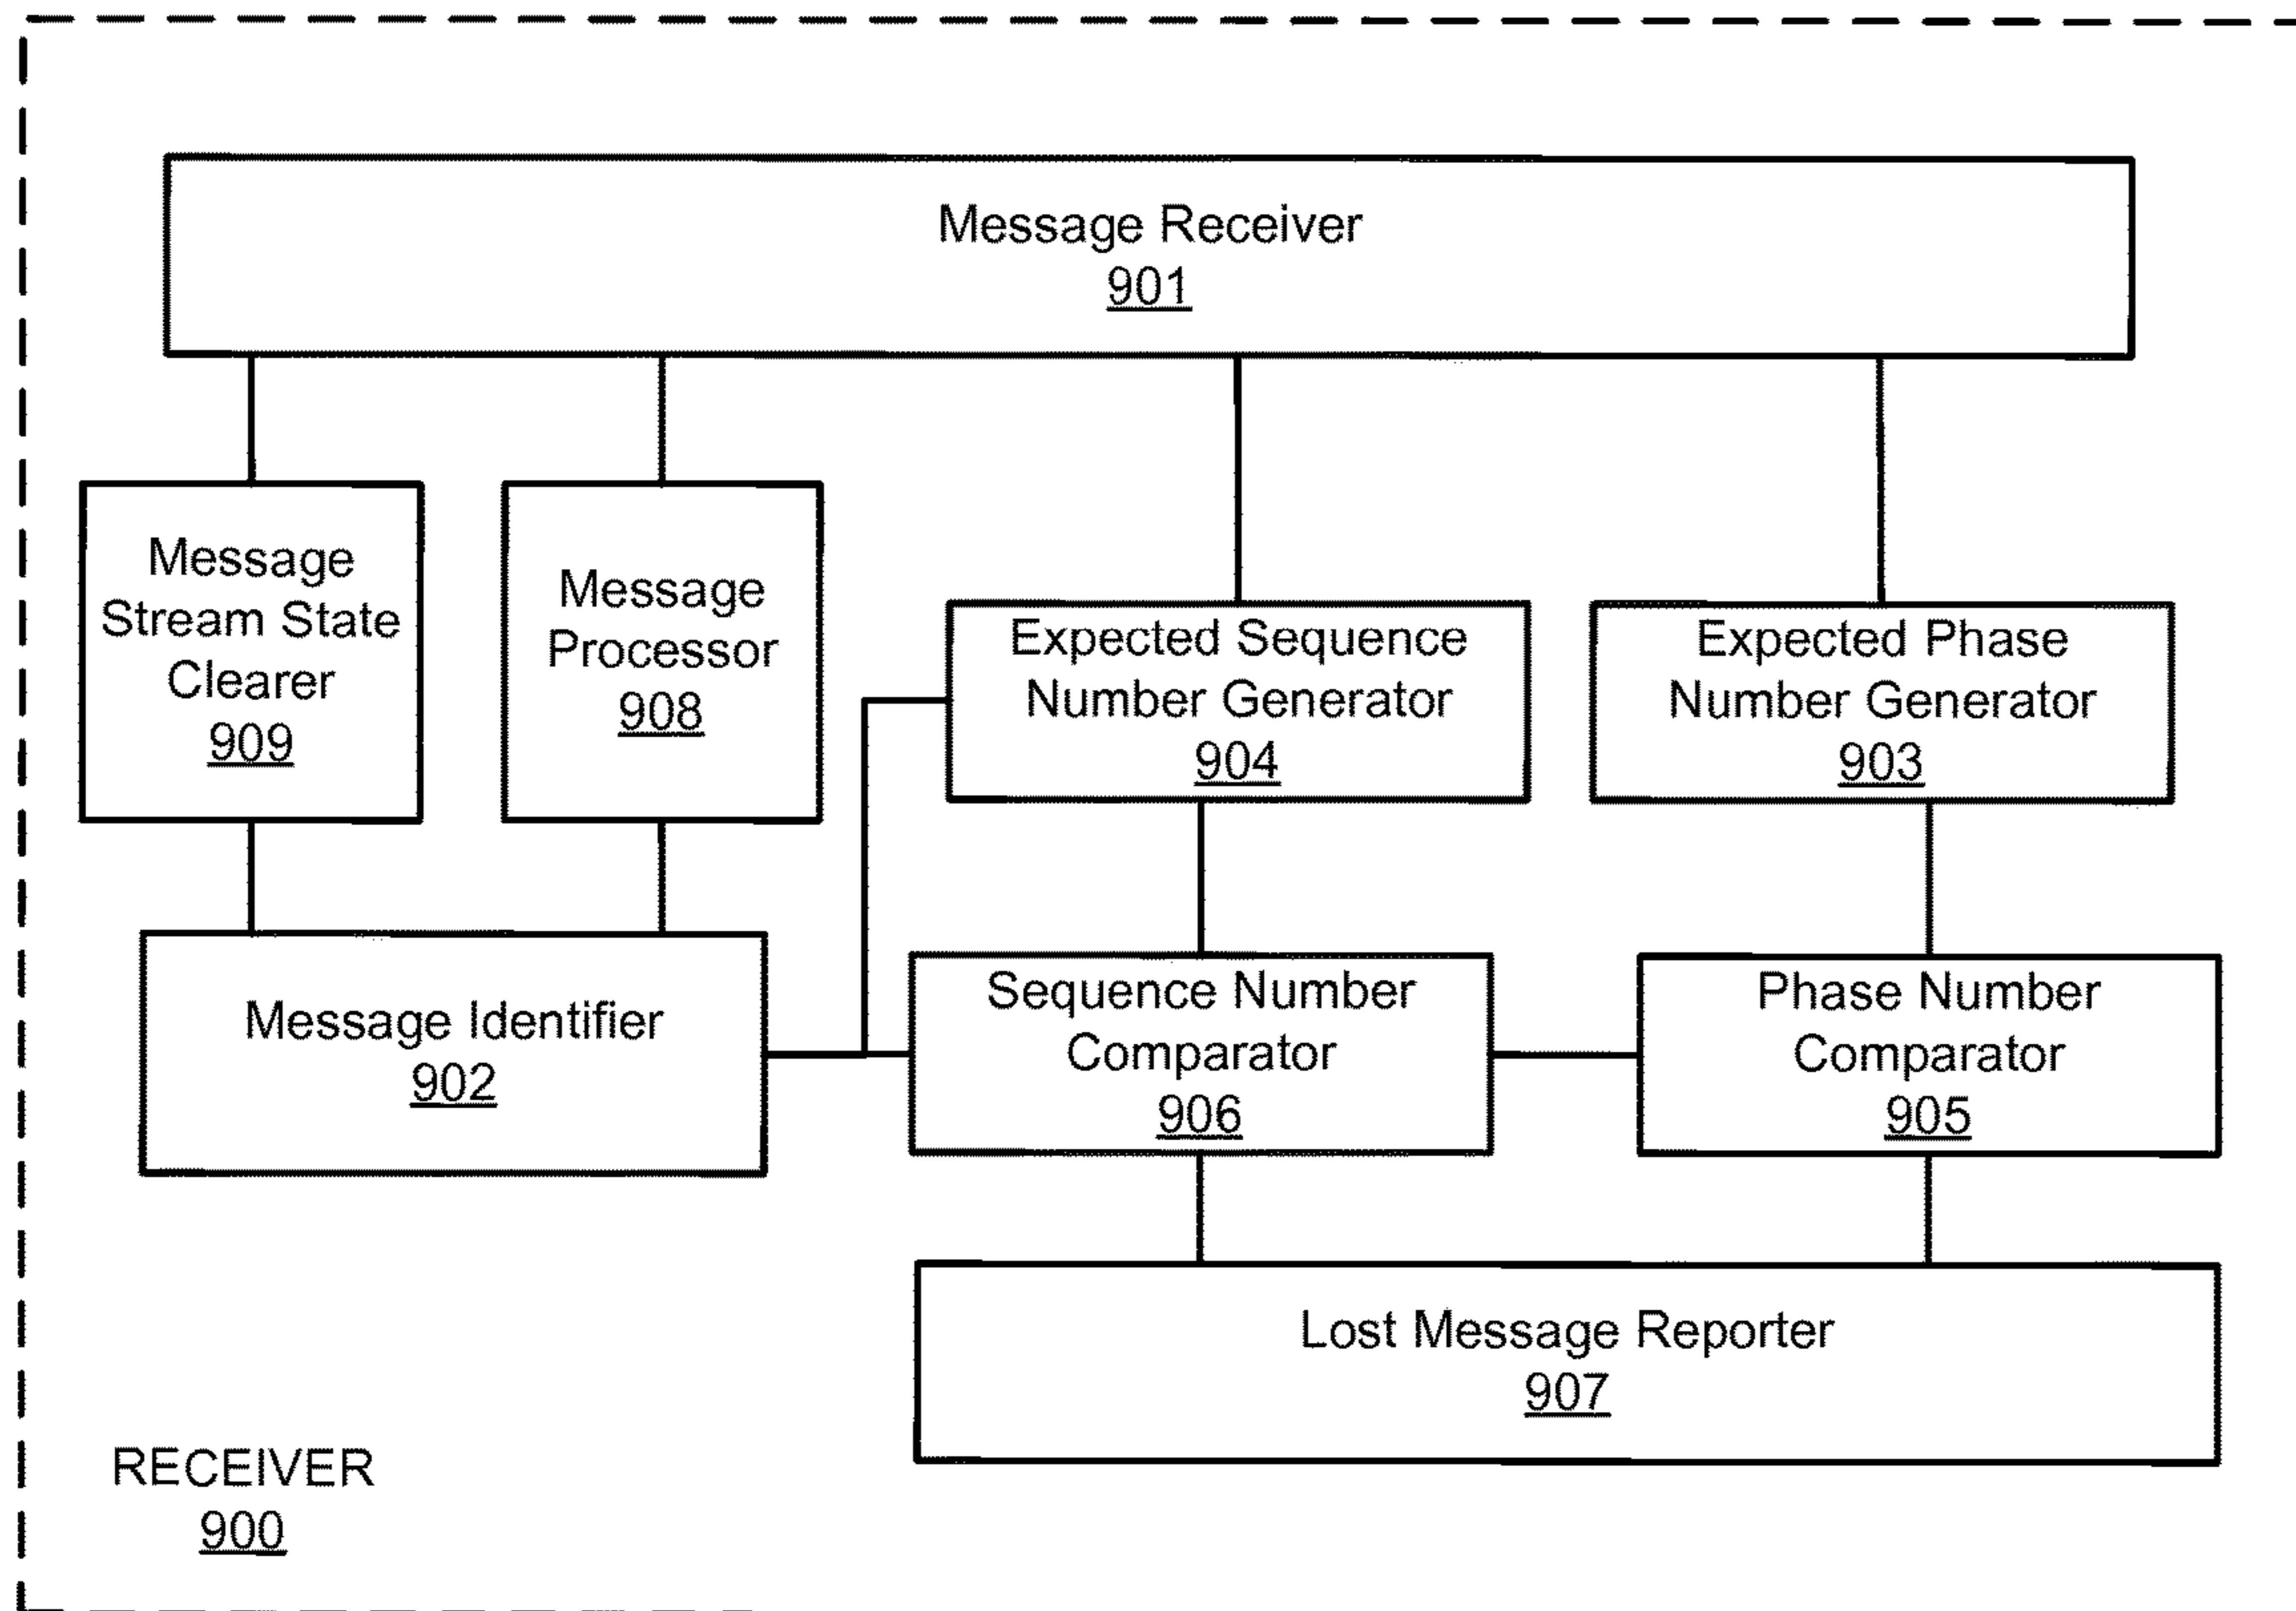 Message Receiver
901
Message
Stream State
Clearer
909
Message
Processor
908
Expected Sequence
Number Generator
904
Expected Phase
Number Generator
903
Message Identifier
902
Sequence Number
Comparator
906
Phase Number
Comparator
905
Lost Message Reporter
907
RECEIVER
900